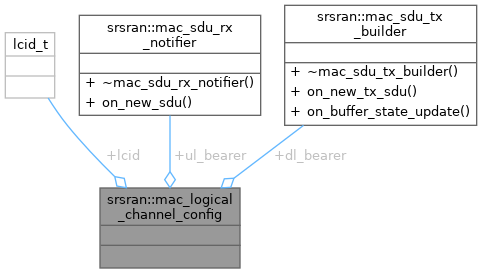 lcid_t
srsran::mac_sdu_rx
_notifier
+ ~mac_sdu_rx_notifier()
+ on_new_sdu()
srsran::mac_sdu_tx
_builder
+ ~mac_sdu_tx_builder()
+ on_new_tx_sdu()
+ on_buffer_state_update()
+lcid
+ul_bearer
+dl_bearer
srsran::mac_logical
_channel_config